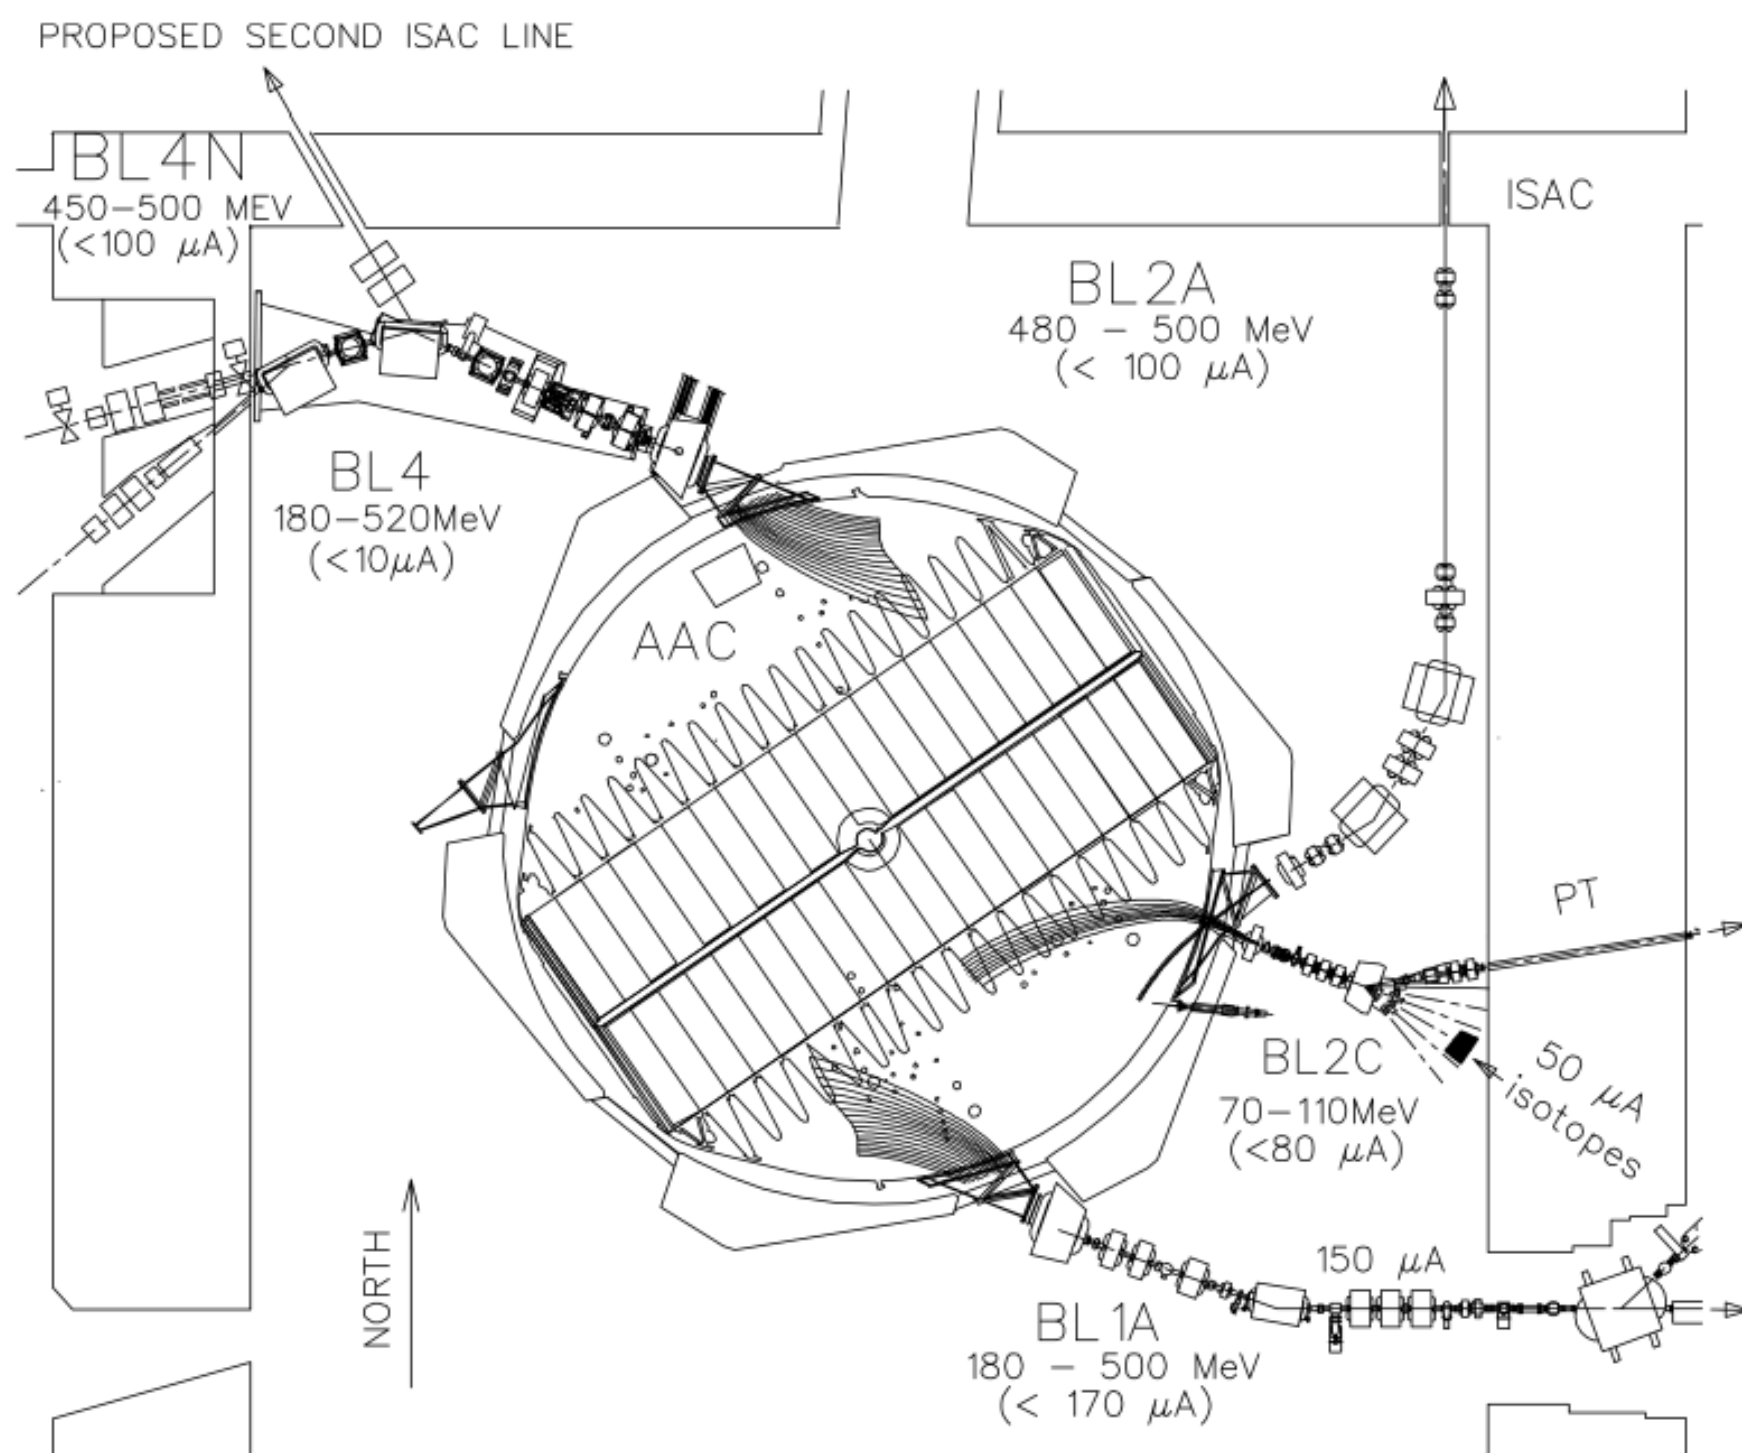 PROPOSED SECOND ISAC LINE
BL4N
450-500 MEV
(<100 μA)
ISAC
BL2A
480 - 500 MeV
(< 100 μA)
BL4
180-520MeV
(<10μA)
AAC
PT
BL2C
70-110MeV
(<80 μA)
50 μA
isotopes
NORTH
150 μA
BL1A
180 - 500 MeV
(< 170 μA)